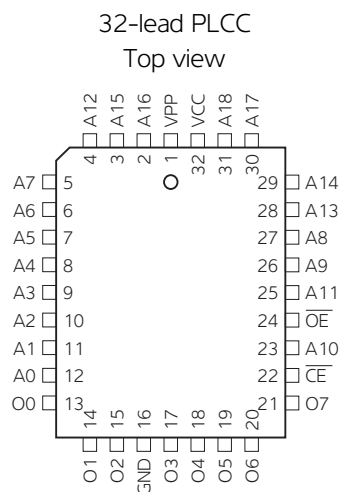 32-lead PLCC
Top view
A12 A15 A16 VPP VCC A18 A17
4 3 2 1 32 31 30
A7 5 29 A14
A6 6 28 A13
A5 7 27 A8
A4 8 26 A9
A3 9 25 A11
A2 10 24 O̅E̅
A1 11 23 A10
A0 12 22 C̅E̅
O0 13 21 O7
14 15 16 17 18 19 20
O1 O2 GND O3 O4 O5 O6